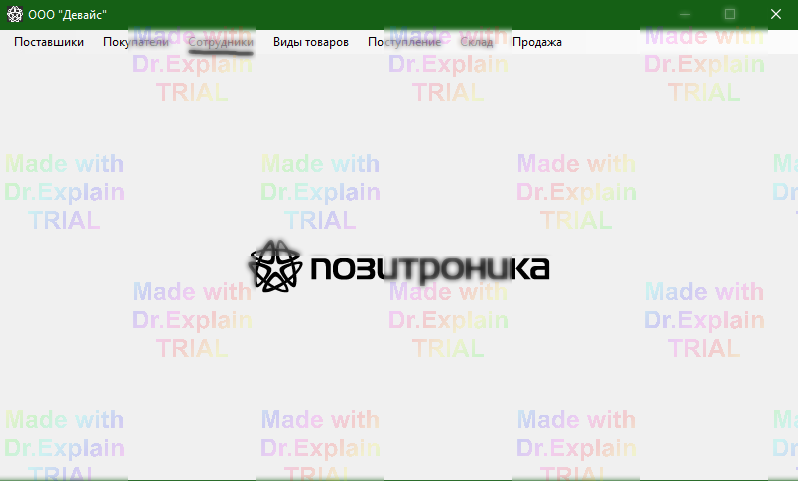 ООО "Девайс"
Поставщики Покупатели Сотрудники Виды товаров Поступление Склад Продажа
Made with Made with Made with
Dr.Explain Dr.Explain Dr.Explain
TRIAL TRIAL TRIAL
Made with Made with Made with
Dr.Explain Dr.Explain Dr.Explain
TRIAL TRIAL TRIAL
позитроника
Made with Made with Made with
Dr.Explain Dr.Explain Dr.Explain
TRIAL TRIAL TRIAL
Made with Made with Made with
Dr.Explain Dr.Explain Dr.Explain
TRIAL TRIAL TRIAL